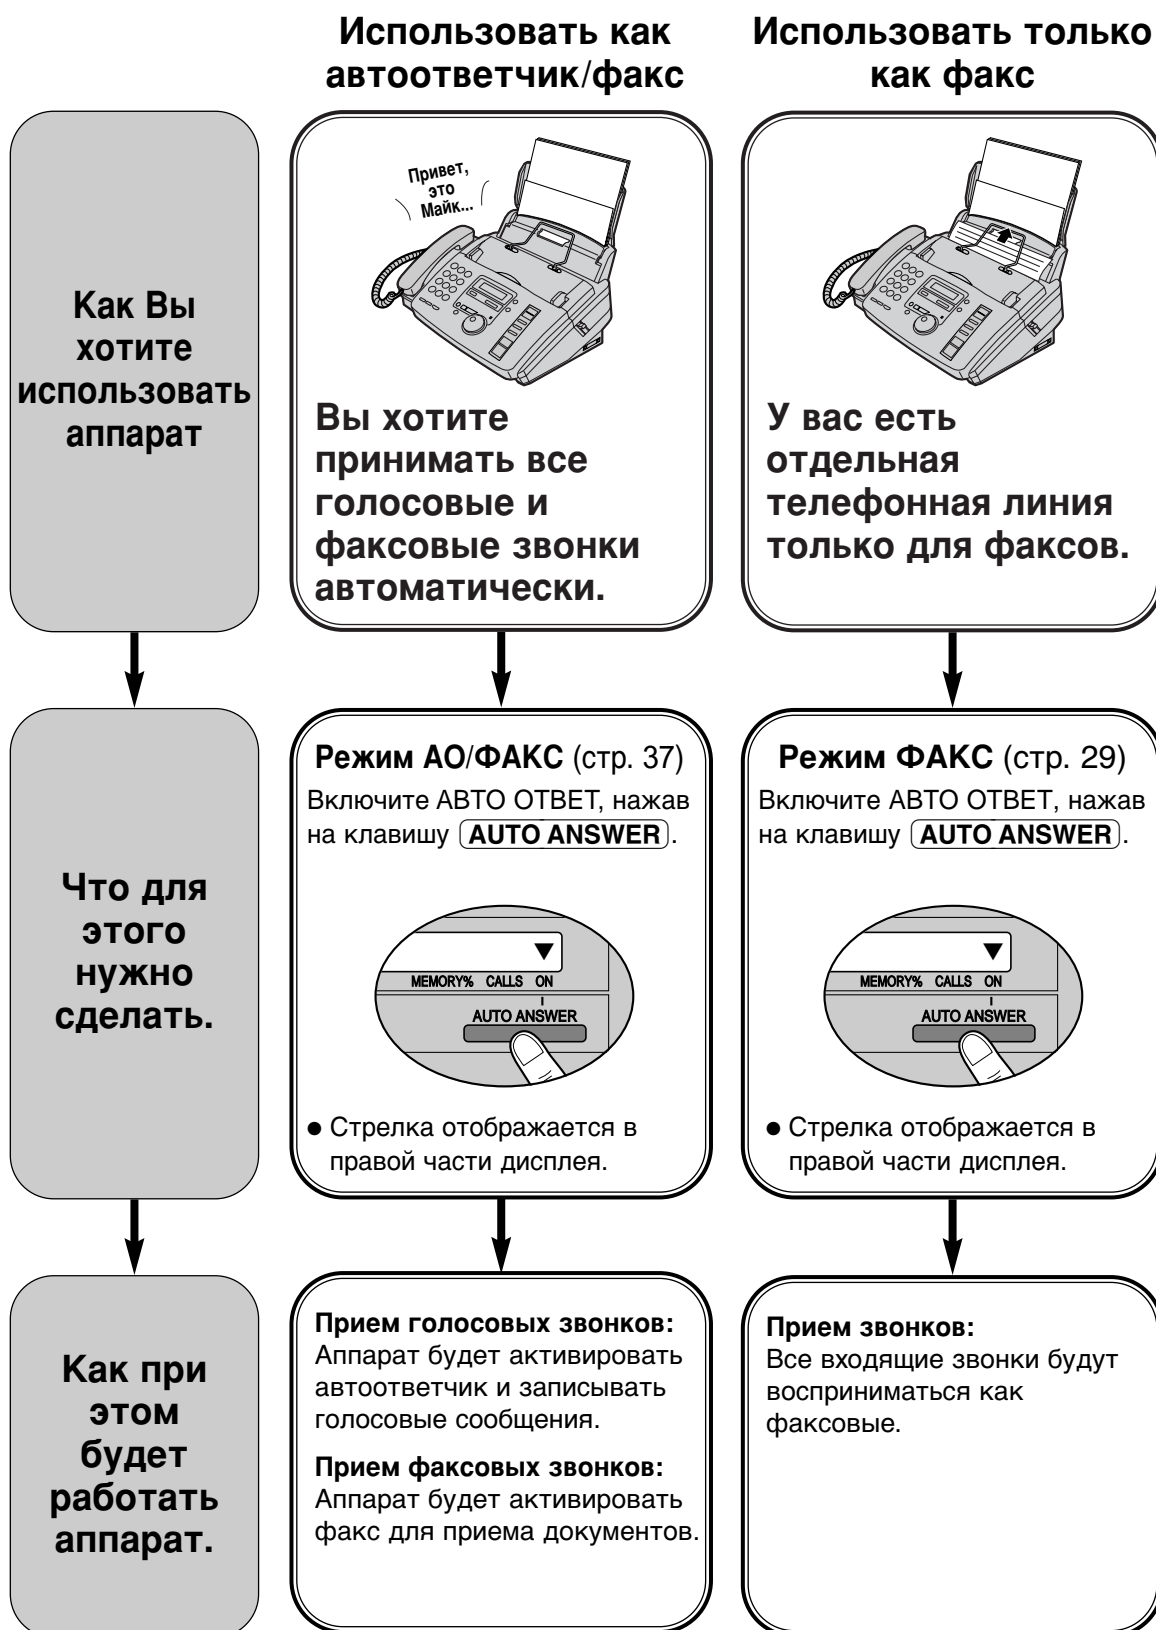 Использовать как
автоответчик/факс
Использовать только
как факс
Как Вы
хотите
использовать
аппарат
Привет,
это
Майк...
Вы хотите
принимать все
голосовые и
факсовые звонки
автоматически.
У вас есть
отдельная
телефонная линия
только для факсов.
Что для
этого
нужно
сделать.
Режим АО/ФАКС (стр. 37)
Включите АВТО ОТВЕТ, нажав
на клавишу AUTO ANSWER.
MEMORY% CALLS ON
AUTO ANSWER
● Стрелка отображается в
правой части дисплея.
Режим ФАКС (стр. 29)
Включите АВТО ОТВЕТ, нажав
на клавишу AUTO ANSWER.
MEMORY% CALLS ON
AUTO ANSWER
● Стрелка отображается в
правой части дисплея.
Как при
этом
будет
работать
аппарат.
Прием голосовых звонков:
Аппарат будет активировать
автоответчик и записывать
голосовые сообщения.
Прием факсовых звонков:
Аппарат будет активировать
факс для приема документов.
Прием звонков:
Все входящие звонки будут
восприниматься как
факсовые.